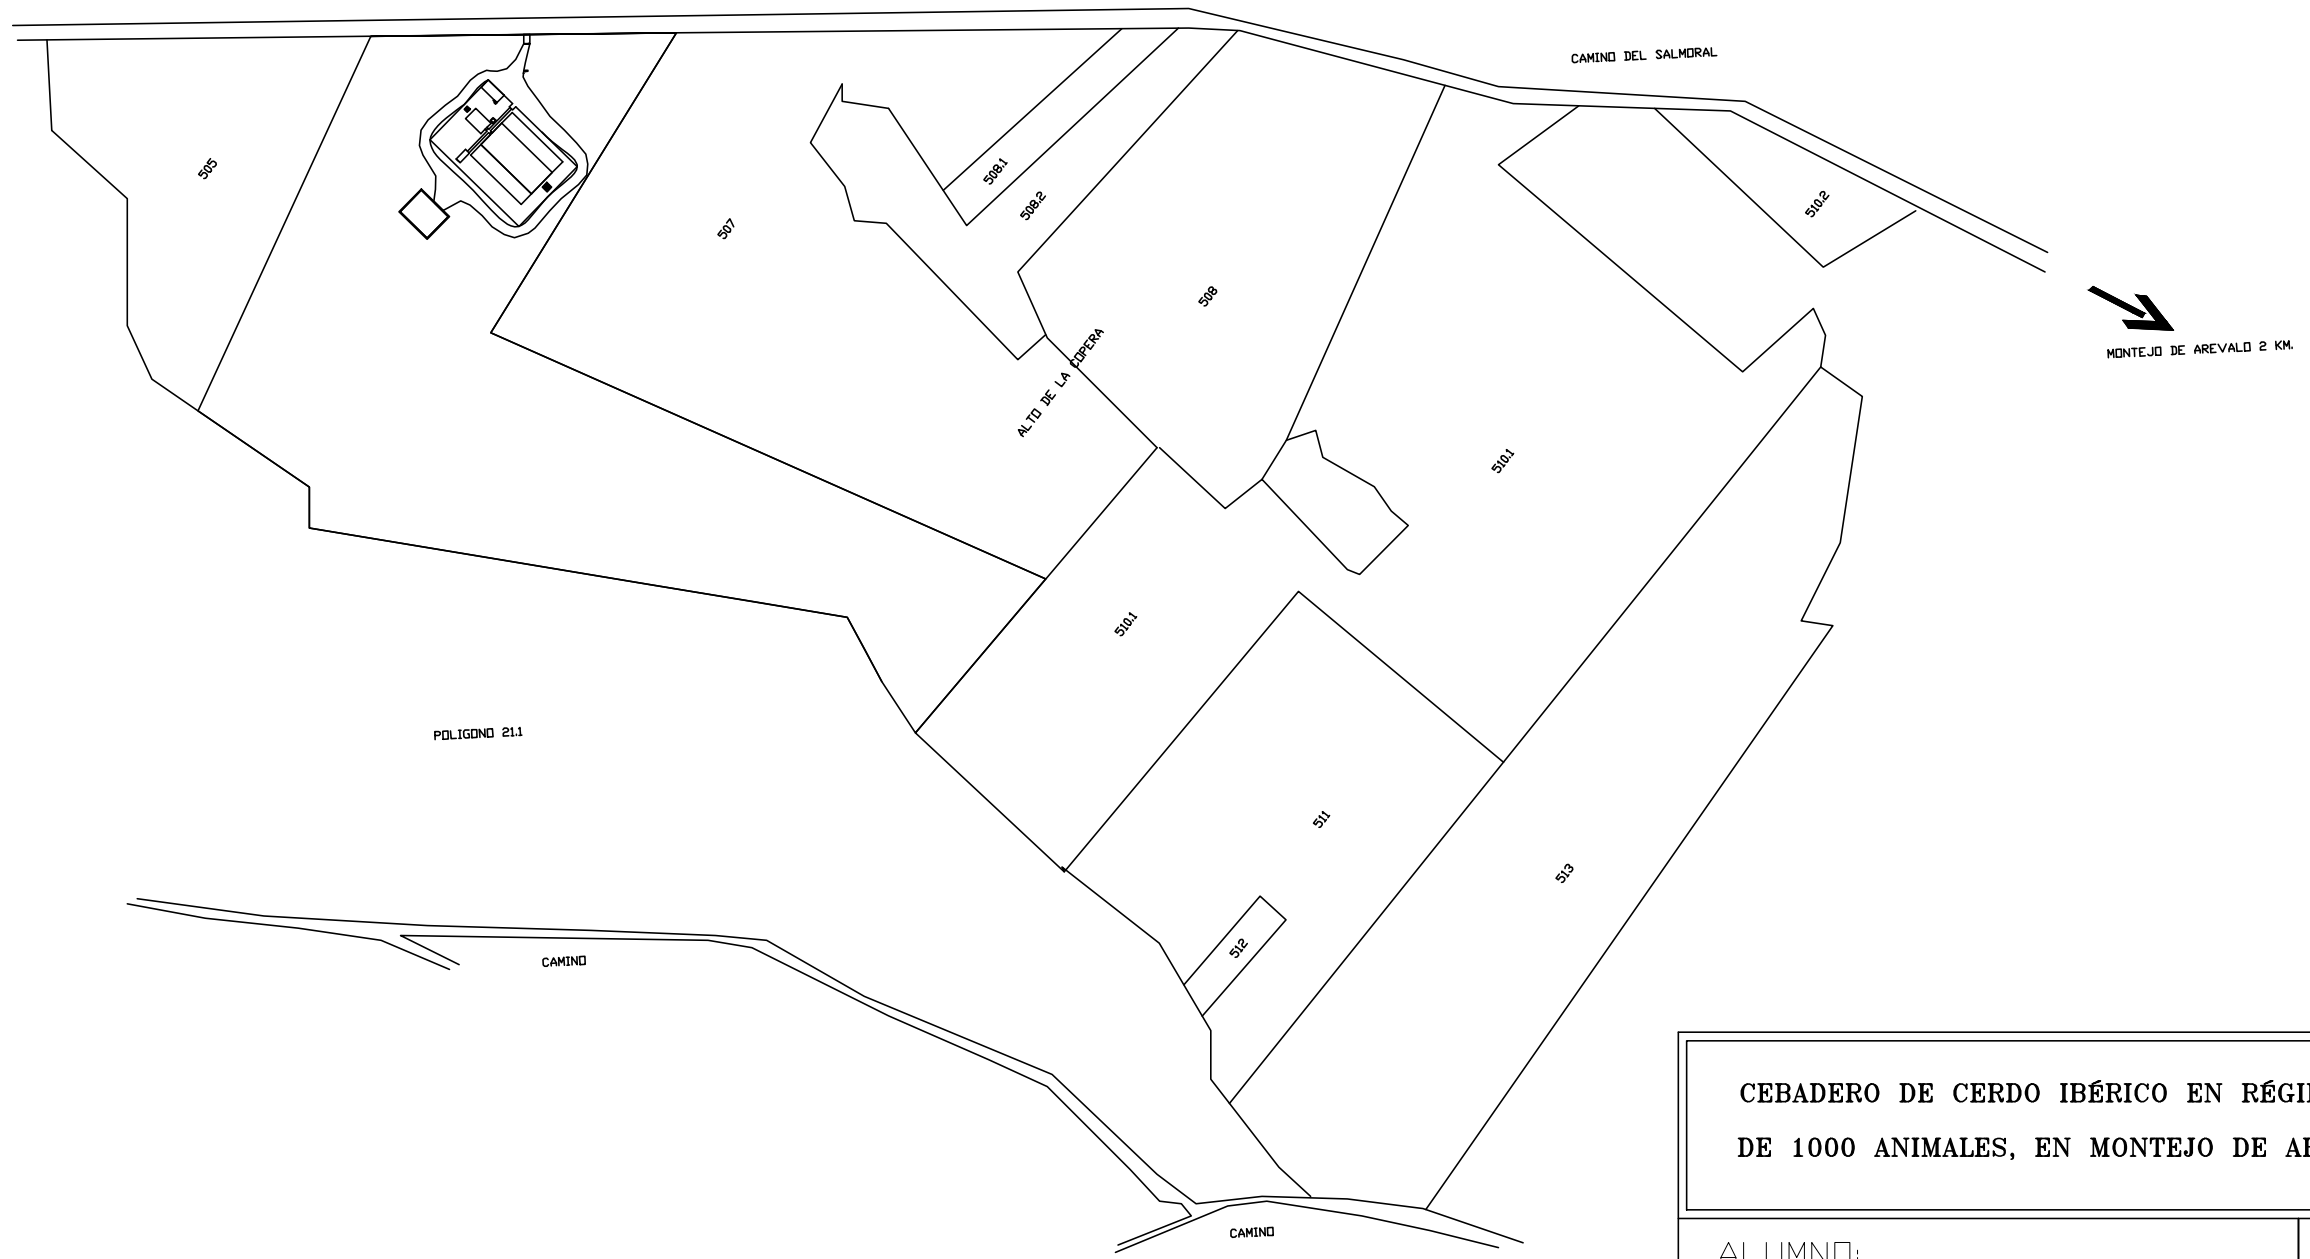 CAMINO DEL SALMORAL
505
508.1
508.2
510.2
507
508
MONTEJO DE AREVALO 2 KM.
ALTO DE LA COPERA
510.1
510.1
POLIGONO 21.1
511
513
512
CAMINO
CEBADERO DE CERDO IBÉRICO EN
DE 1000 ANIMALES, EN MONTEJO DE
CAMINO
ALUMNO: